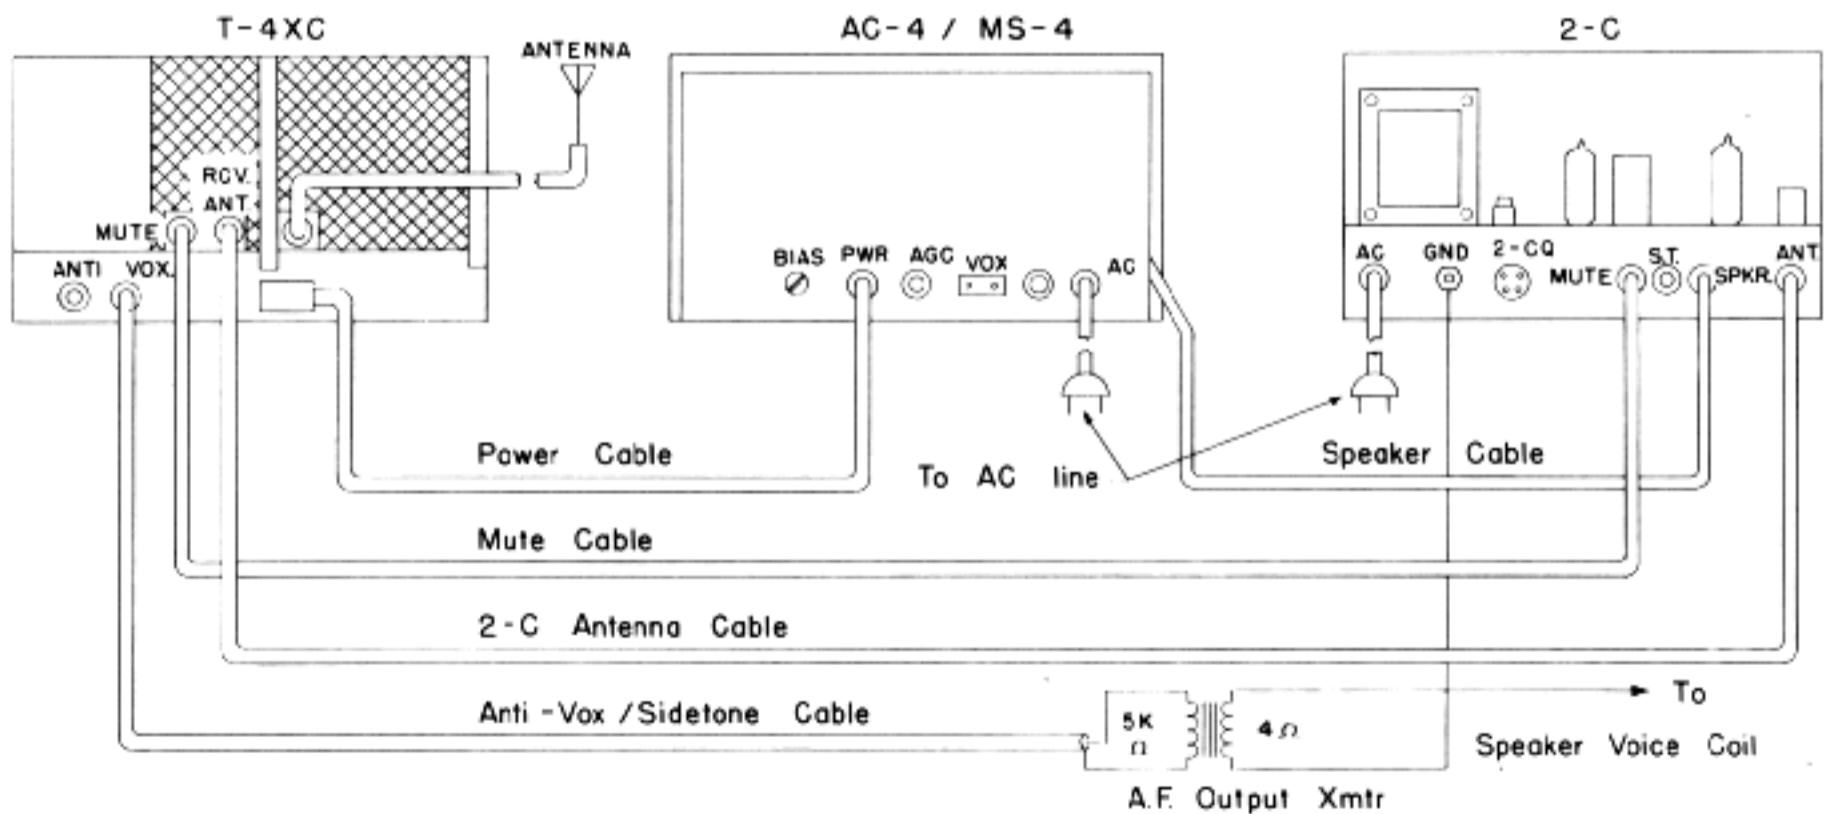 T-4XC
AC-4 / MS-4
2-C
ANTENNA
RCV.
ANT.
MUTE
ANTI VOX.
BIAS
PWR
AGC
VOX
AC
AC
GND
2-CQ
MUTE
S.T.
SPKR.
ANT.
Power Cable
To AC line
Speaker Cable
Mute Cable
2-C Antenna Cable
Anti-Vox / Sidetone Cable
5K
Ω
4Ω
To
Speaker Voice Coil
A.F. Output Xmtr